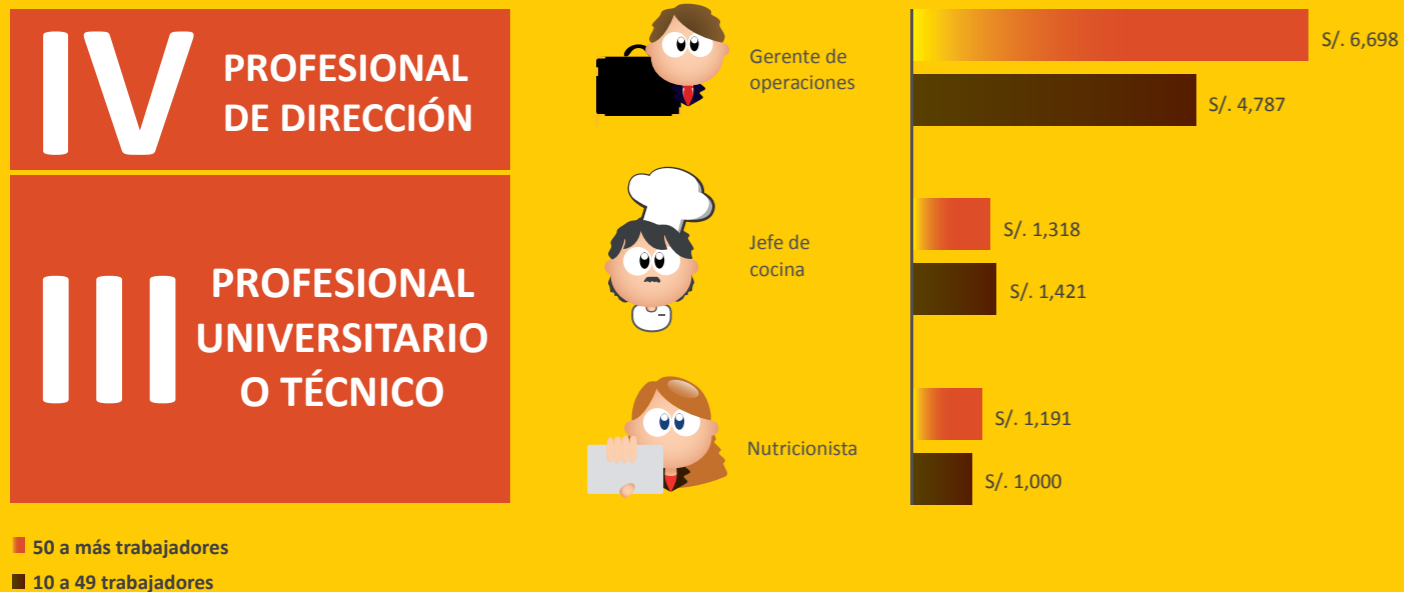 IV
PROFESIONAL
DE DIRECCIÓN
Gerente de
operaciones
S/. 6,698
S/. 4,787
III
PROFESIONAL
UNIVERSITARIO
O TÉCNICO
Jefe de
cocina
S/. 1,318
S/. 1,421
Nutricionista
S/. 1,191
S/. 1,000
50 a más trabajadores
10 a 49 trabajadores